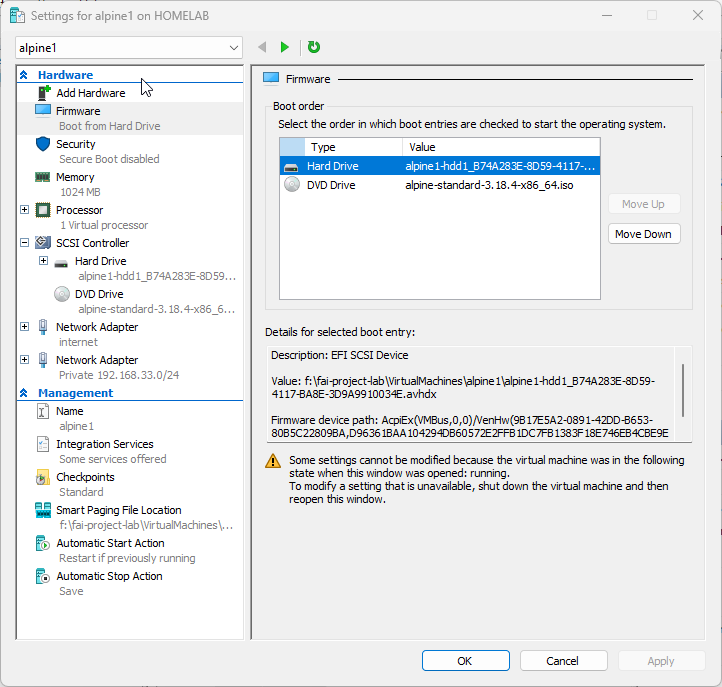 Settings for alpine1 on HOMELAB
alpine1
Hardware
Add Hardware
Firmware
Boot from Hard Drive
Security
Secure Boot disabled
Memory
1024 MB
Processor
1 Virtual processor
SCSI Controller
Hard Drive
alpine1-hdd1_B74A283E-8D59...
DVD Drive
alpine-standard-3.18.4-x86_6...
Network Adapter
internet
Network Adapter
Private 192.168.33.0/24
Management
Name
alpine1
Integration Services
Some services offered
Checkpoints
Standard
Smart Paging File Location
f:\fai-project-lab\VirtualMachines\...
Automatic Start Action
Restart if previously running
Automatic Stop Action
Save
Firmware
Boot order
Select the order in which boot entries are checked to start the operating system.
Type Value
Hard Drive alpine1-hdd1_B74A283E-8D59-4117-...
DVD Drive alpine-standard-3.18.4-x86_64.iso
Move Up
Move Down
Details for selected boot entry:
Description: EFI SCSI Device
Value: f:\fai-project-lab\VirtualMachines\alpine1\alpine1-hdd1_B74A283E-8D59-
4117-BA8E-3D9A9910034E.avhdx
Firmware device path: AcpiEx(VMBus,0,0)/VenHw(9B17E5A2-0891-42DD-B653-
80B5C22809BA,D96361BAA104294DB60572E2FFB1DC7FB1383F18E746EB4CBE9E
Some settings cannot be modified because the virtual machine was in the following
state when this window was opened: running.
To modify a setting that is unavailable, shut down the virtual machine and then
reopen this window.
OK
Cancel
Apply